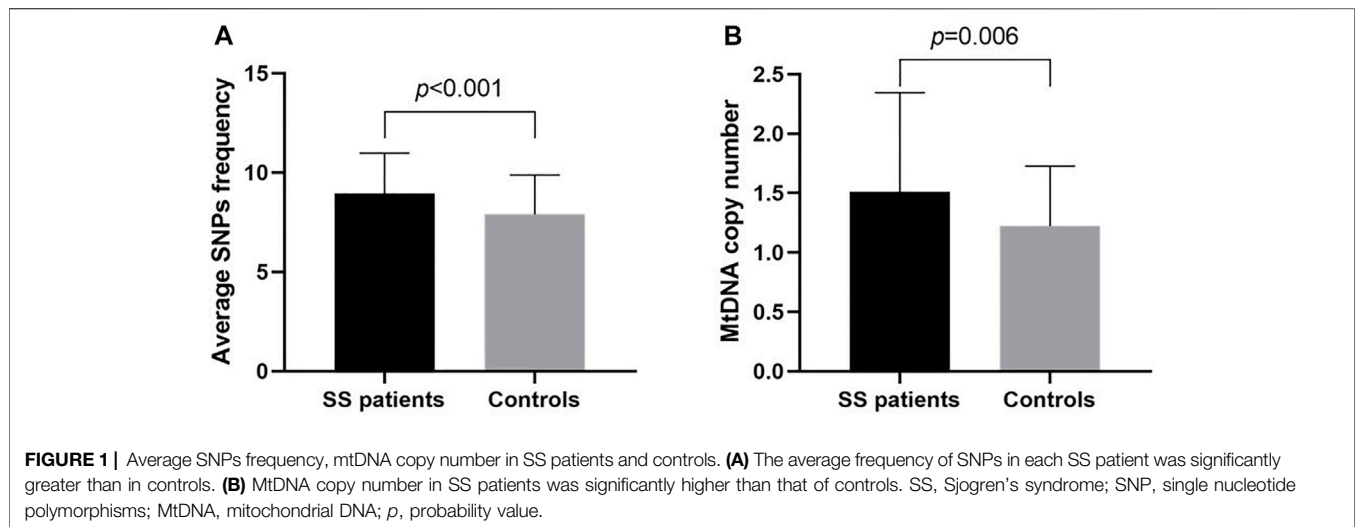 A
Average SNPs frequency
15
10
5
0
p<0.001
SS patients
Controls
B
MtDNA copy number
2.5
2.0
1.5
1.0
0.5
0.0
p=0.006
SS patients
Controls
FIGURE 1 | Average SNPs frequency, mtDNA copy number in SS patients and controls. (A) The average frequency of SNPs in each SS patient was significantly
greater than in controls. (B) MtDNA copy number in SS patients was significantly higher than that of controls. SS, Sjogren's syndrome; SNP, single nucleotide
polymorphisms; MtDNA, mitochondrial DNA; p, probability value.